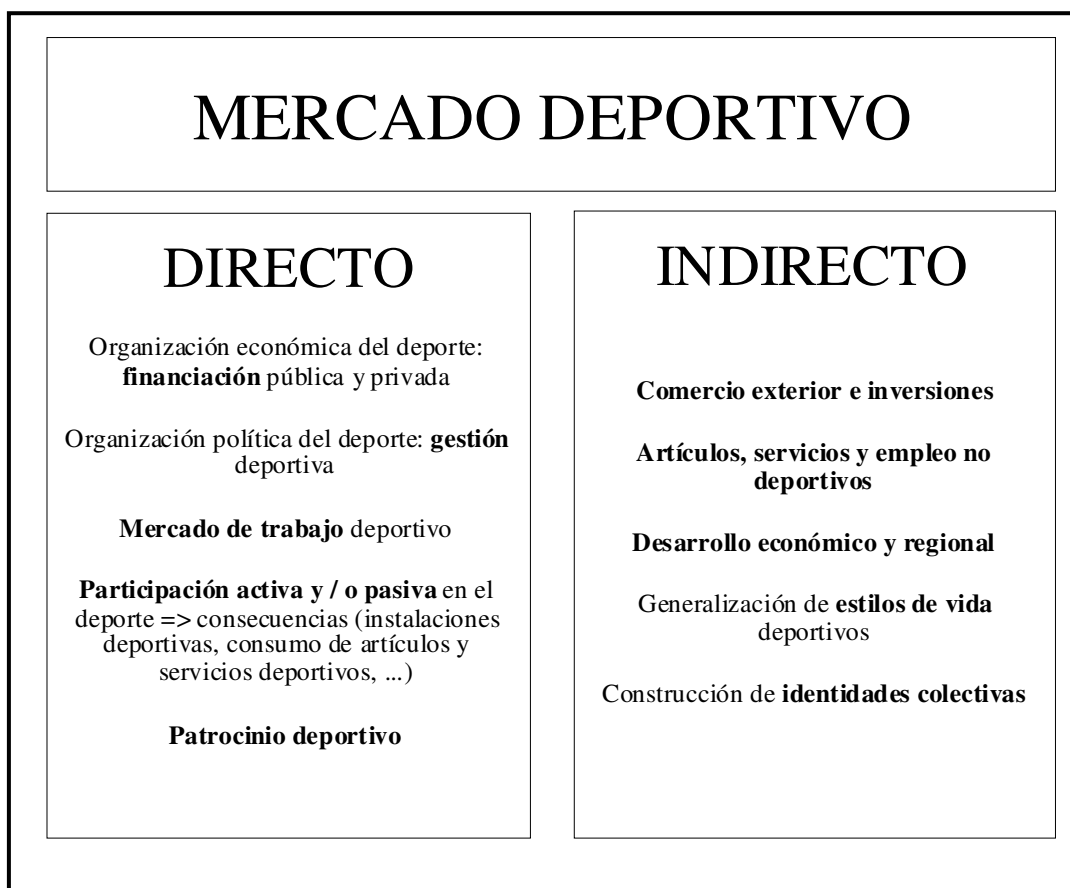 MERCADO DEPORTIVO
DIRECTO
Organización económica del deporte:
financiación pública y privada
Organización política del deporte: gestión
deportiva
Mercado de trabajo deportivo
Participación activa y / o pasiva en el
deporte => consecuencias (instalaciones
deportivas, consumo de artículos y
servicios deportivos, ...)
Patrocinio deportivo
INDIRECTO
Comercio exterior e inversiones
Artículos, servicios y empleo no
deportivos
Desarrollo económico y regional
Generalización de estilos de vida
deportivos
Construcción de identidades colectivas